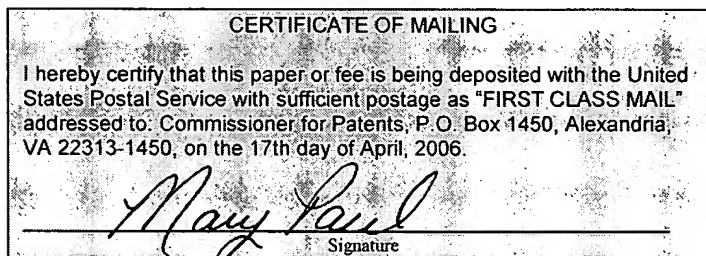 CERTIFICATE OF MAILING
I hereby certify that this paper or fee is being deposited with the United
States Postal Service with sufficient postage as "FIRST CLASS MAIL"
addressed to: Commissioner for Patents, P.O. Box 1450, Alexandria,
VA 22313-1450, on the 17th day of April, 2006.
Mary Paul
Signature